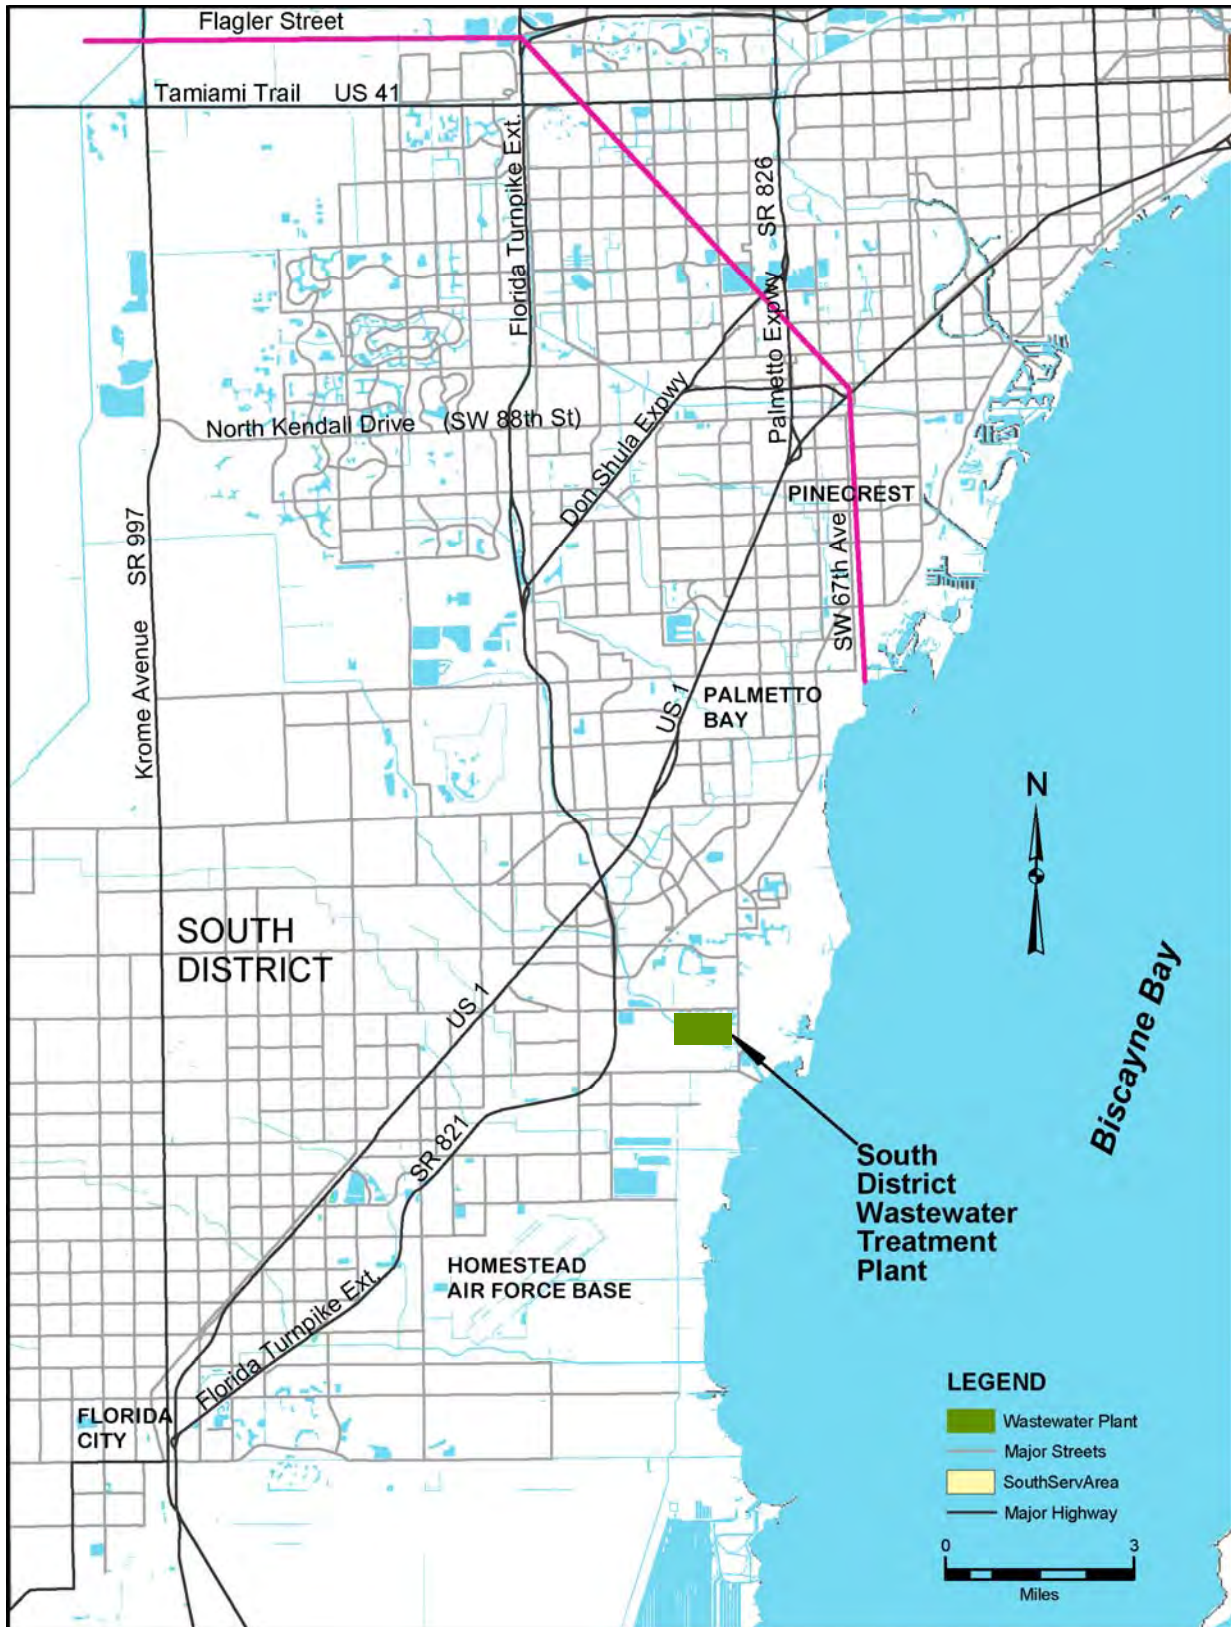 Flagler Street
Tamiami Trail US 41
Florida Turnpike Ext.
SR 826
Palmetto Expwy
Don Shula Expwy
North Kendall Drive (SW 88th St)
PINECREST
SW 67th Ave
Krome Avenue SR 997
US 1
PALMETTO
BAY
N
SOUTH
DISTRICT
US 1
Biscayne Bay
SR 821
South
District
Wastewater
Treatment
Plant
HOMESTEAD
AIR FORCE BASE
Florida Turnpike Ext.
FLORIDA
CITY
LEGEND
Wastewater Plant
Major Streets
SouthServArea
Major Highway
0 3
Miles